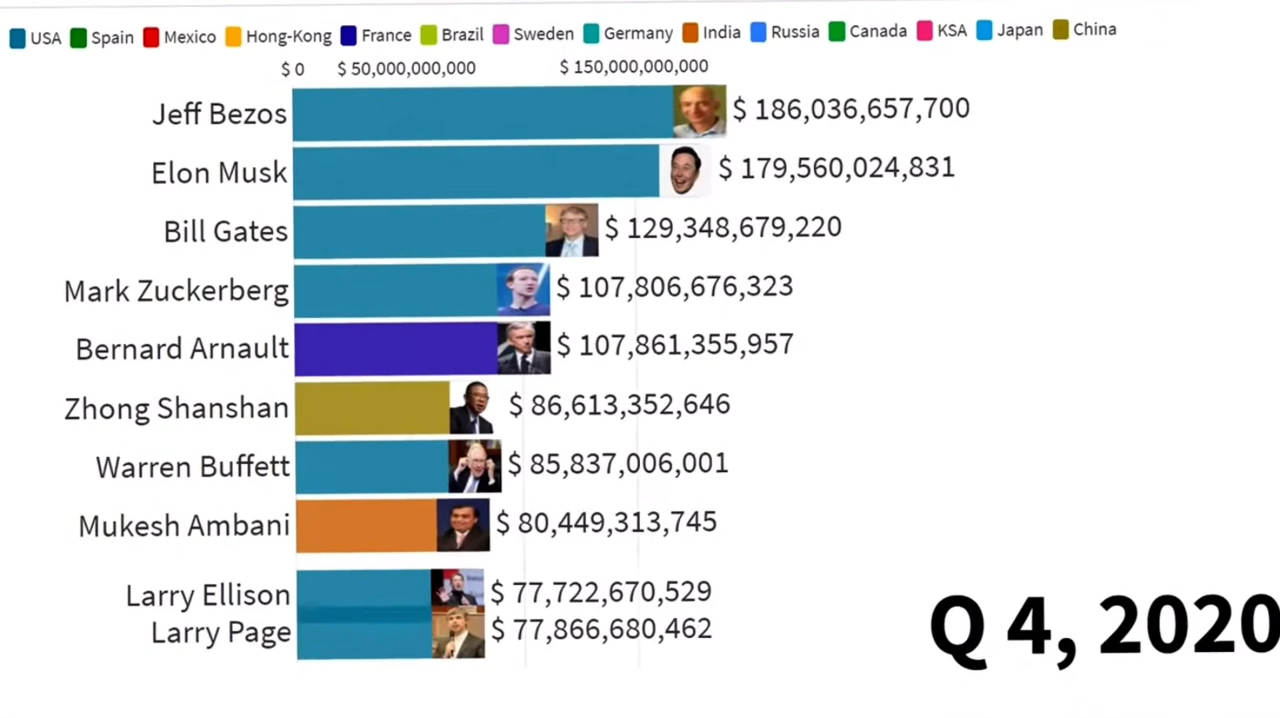 USA Spain Mexico Hong-Kong France Brazil Sweden Germany India Russia Canada KSA Japan China
$ 0 $ 50,000,000,000 $ 150,000,000,000
Jeff Bezos $ 186,036,657,700
Elon Musk $ 179,560,024,831
Bill Gates $ 129,348,679,220
Mark Zuckerberg $ 107,806,676,323
Bernard Arnault $ 107,861,355,957
Zhong Shanshan $ 86,613,352,646
Warren Buffett $ 85,837,006,001
Mukesh Ambani $ 80,449,313,745
Larry Ellison $ 77,722,670,529
Larry Page $ 77,866,680,462
Q 4, 2020